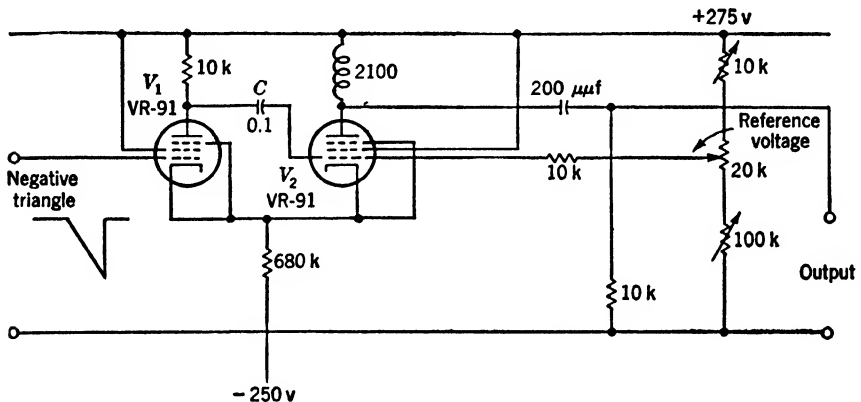 +275 v
10 k
V₁
VR-91
C
0.1
2100
200 μμf
10 k
Reference
voltage
20 k
Negative
triangle
V₂
VR-91
10 k
680 k
100 k
10 k
Output
−250 v